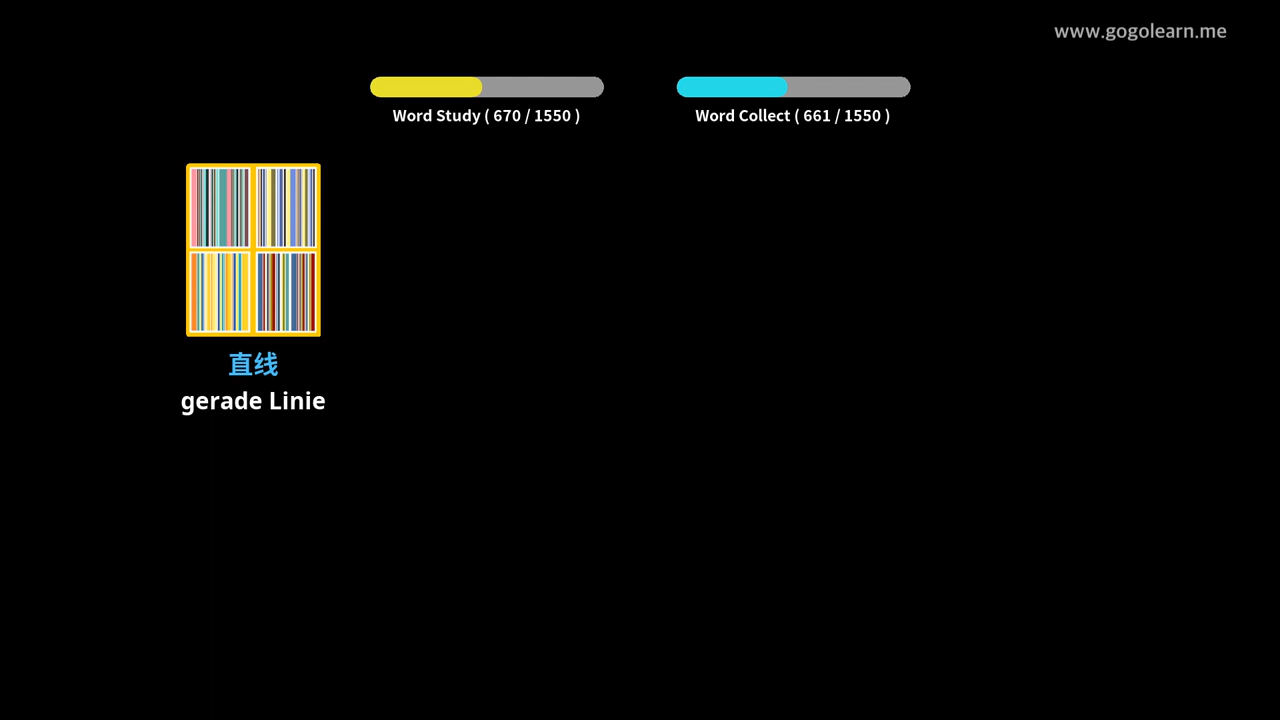 www.gogolearn.me
Word Study ( 670 / 1550 )
Word Collect ( 661 / 1550 )
直线
gerade Linie